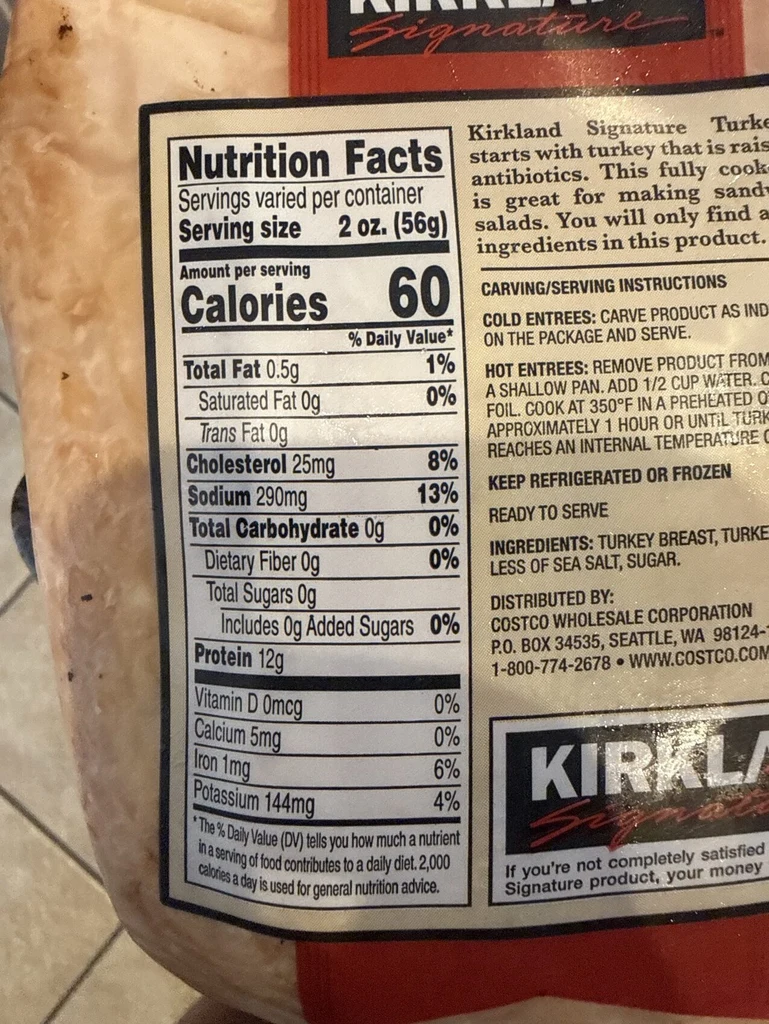 Signature
Nutrition Facts
Servings varied per container
Serving size 2 oz. (56g)
Amount per serving
Calories 60
% Daily Value*
Total Fat 0.5g 1%
Saturated Fat 0g 0%
Trans Fat 0g
Cholesterol 25mg 8%
Sodium 290mg 13%
Total Carbohydrate 0g 0%
Dietary Fiber 0g 0%
Total Sugars 0g
Includes 0g Added Sugars 0%
Protein 12g
Vitamin D 0mcg 0%
Calcium 5mg 0%
Iron 1mg 6%
Potassium 144mg 4%
*The % Daily Value (DV) tells you how much a nutrient
in a serving of food contributes to a daily diet. 2,000
calories a day is used for general nutrition advice.
Kirkland Signature
starts with turkey that is
antibiotics. This fully
is great for making
salads. You will only find a
ingredients in this product.
CARVING/SERVING INSTRUCTIONS
COLD ENTREES: CARVE PRODUCT AS
ON THE PACKAGE AND SERVE.
HOT ENTREES: REMOVE PRODUCT FROM
A SHALLOW PAN. ADD 1/2 CUP WATER.
FOIL. COOK AT 350°F IN A PREHEATED
APPROXIMATELY 1 HOUR OR UNTIL
REACHES AN INTERNAL TEMPERATURE
KEEP REFRIGERATED OR FROZEN
READY TO SERVE
INGREDIENTS: TURKEY BREAST,
LESS OF SEA SALT, SUGAR.
DISTRIBUTED BY:
COSTCO WHOLESALE CORPORATION
P.O. BOX 34535, SEATTLE, WA 98124-
1-800-774-2678 • WWW.COSTCO.COM
If you're not completely satisfied
Signature product, your money